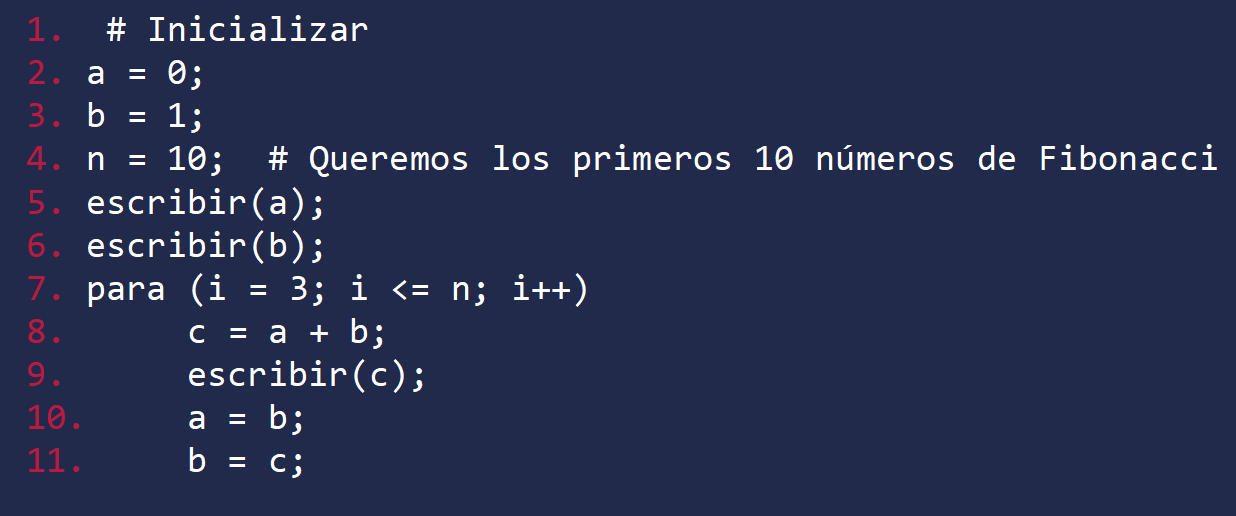 1.  # Inicializar
2. a = 0;
3. b = 1;
4. n = 10;  # Queremos los primeros 10 números de Fibonacci
5. escribir(a);
6. escribir(b);
7. para (i = 3; i <= n; i++)
8.      c = a + b;
9.      escribir(c);
10.     a = b;
11.     b = c;